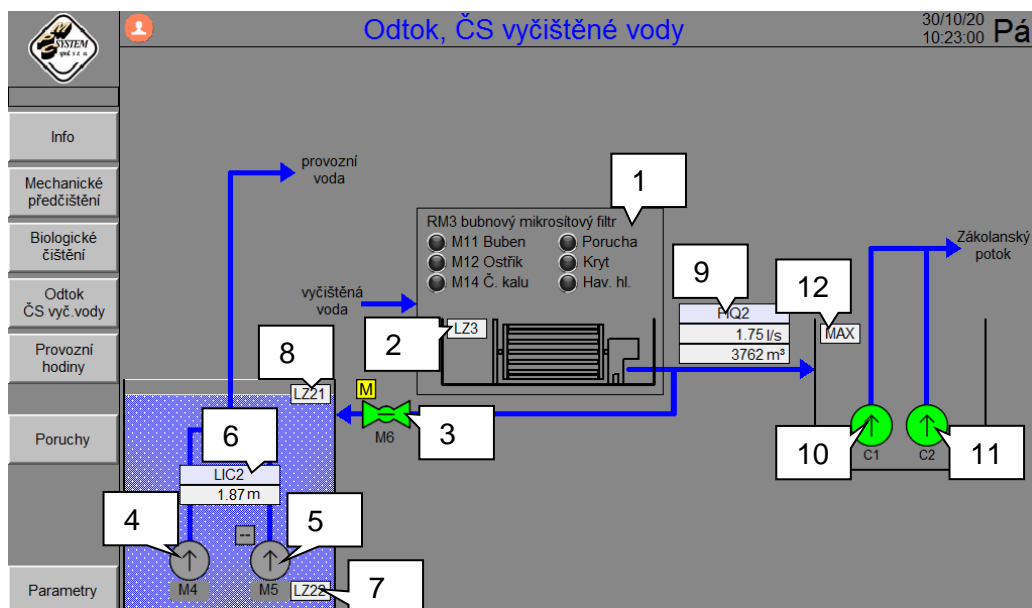 SYSTEM
spol. s r. o.
Odtok, ČS vyčištěné vody
30/10/20
10:23:00
Pá
Info
Mechanické
předčištění
Biologické
čištění
Odtok
ČS vyč.vody
Provozní
hodiny
Poruchy
Parametry
provozní
voda
1
RM3 bubnový mikrosítový filtr
M11 Buben
Porucha
M12 Ostřik
Kryt
M14 Č. kalu
Hav. hl.
vyčištěná
voda
2
LZ3
9
FIQ2
1.75 l/s
3762 m³
12
MAX
Zákolanský
potok
8
LZ21
M
M6
3
6
LIC2
1.87 m
4
5
--
M4
M5
LZ22
7
10
C1
C2
11